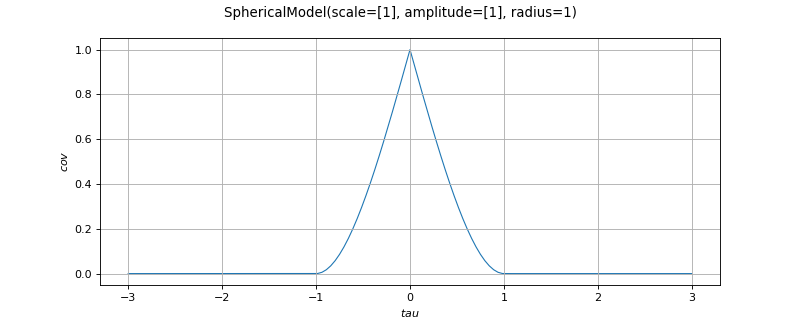 SphericalModel(scale=[1], amplitude=[1], radius=1)
1.0
0.8
0.6
0.4
0.2
0.0
cov
−3 −2 −1 0 1 2 3
tau